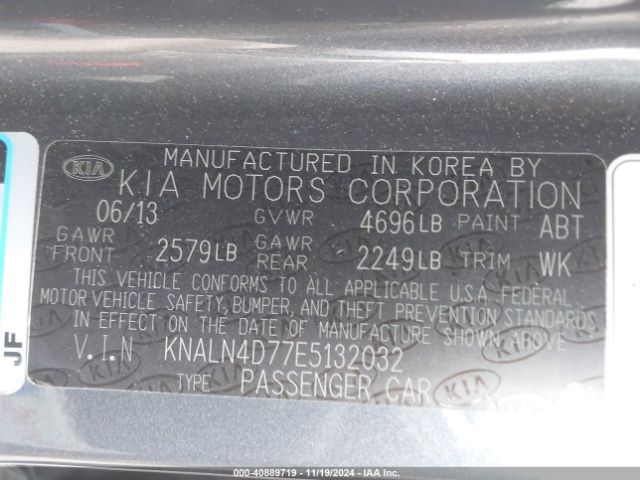 MANUFACTURED IN KOREA BY
KIA KIA MOTORS CORPORATION
06/13 GVWR 4696LB PAINT ABT
GAWR FRONT 2579LB GAWR REAR 2249LB TRIM WK
THIS VEHICLE CONFORMS TO ALL APPLICABLE U.S.A. FEDERAL
MOTOR VEHICLE SAFETY, BUMPER, AND THEFT PREVENTION STANDARDS
IN EFFECT ON THE DATE OF MANUFACTURE SHOWN ABOVE
V.I.N KNALN4D77E5132032
TYPE: PASSENGER CAR
JF
000-40889719 - 11/19/2024 - IAA Inc.